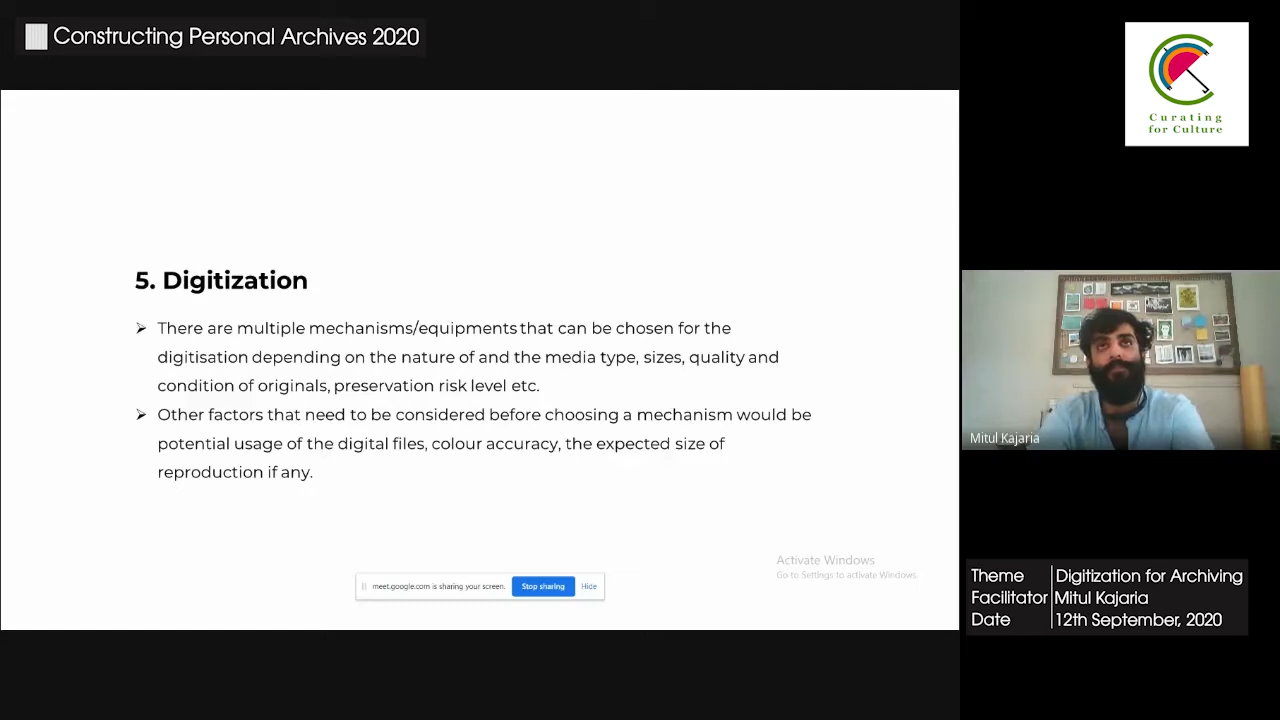 Constructing Personal Archives 2020
Curating
for Culture
5. Digitization
➢ There are multiple mechanisms/equipments that can be chosen for the
digitisation depending on the nature of and the media type, sizes, quality and
condition of originals, preservation risk level etc.
➢ Other factors that need to be considered before choosing a mechanism would be
potential usage of the digital files, colour accuracy, the expected size of
reproduction if any.
Activate Windows
Go to Settings to activate Windows.
meet.google.com is sharing your screen. Stop sharing Hide
Mitul Kajaria
Theme Digitization for Archiving
Facilitator Mitul Kajaria
Date 12th September, 2020